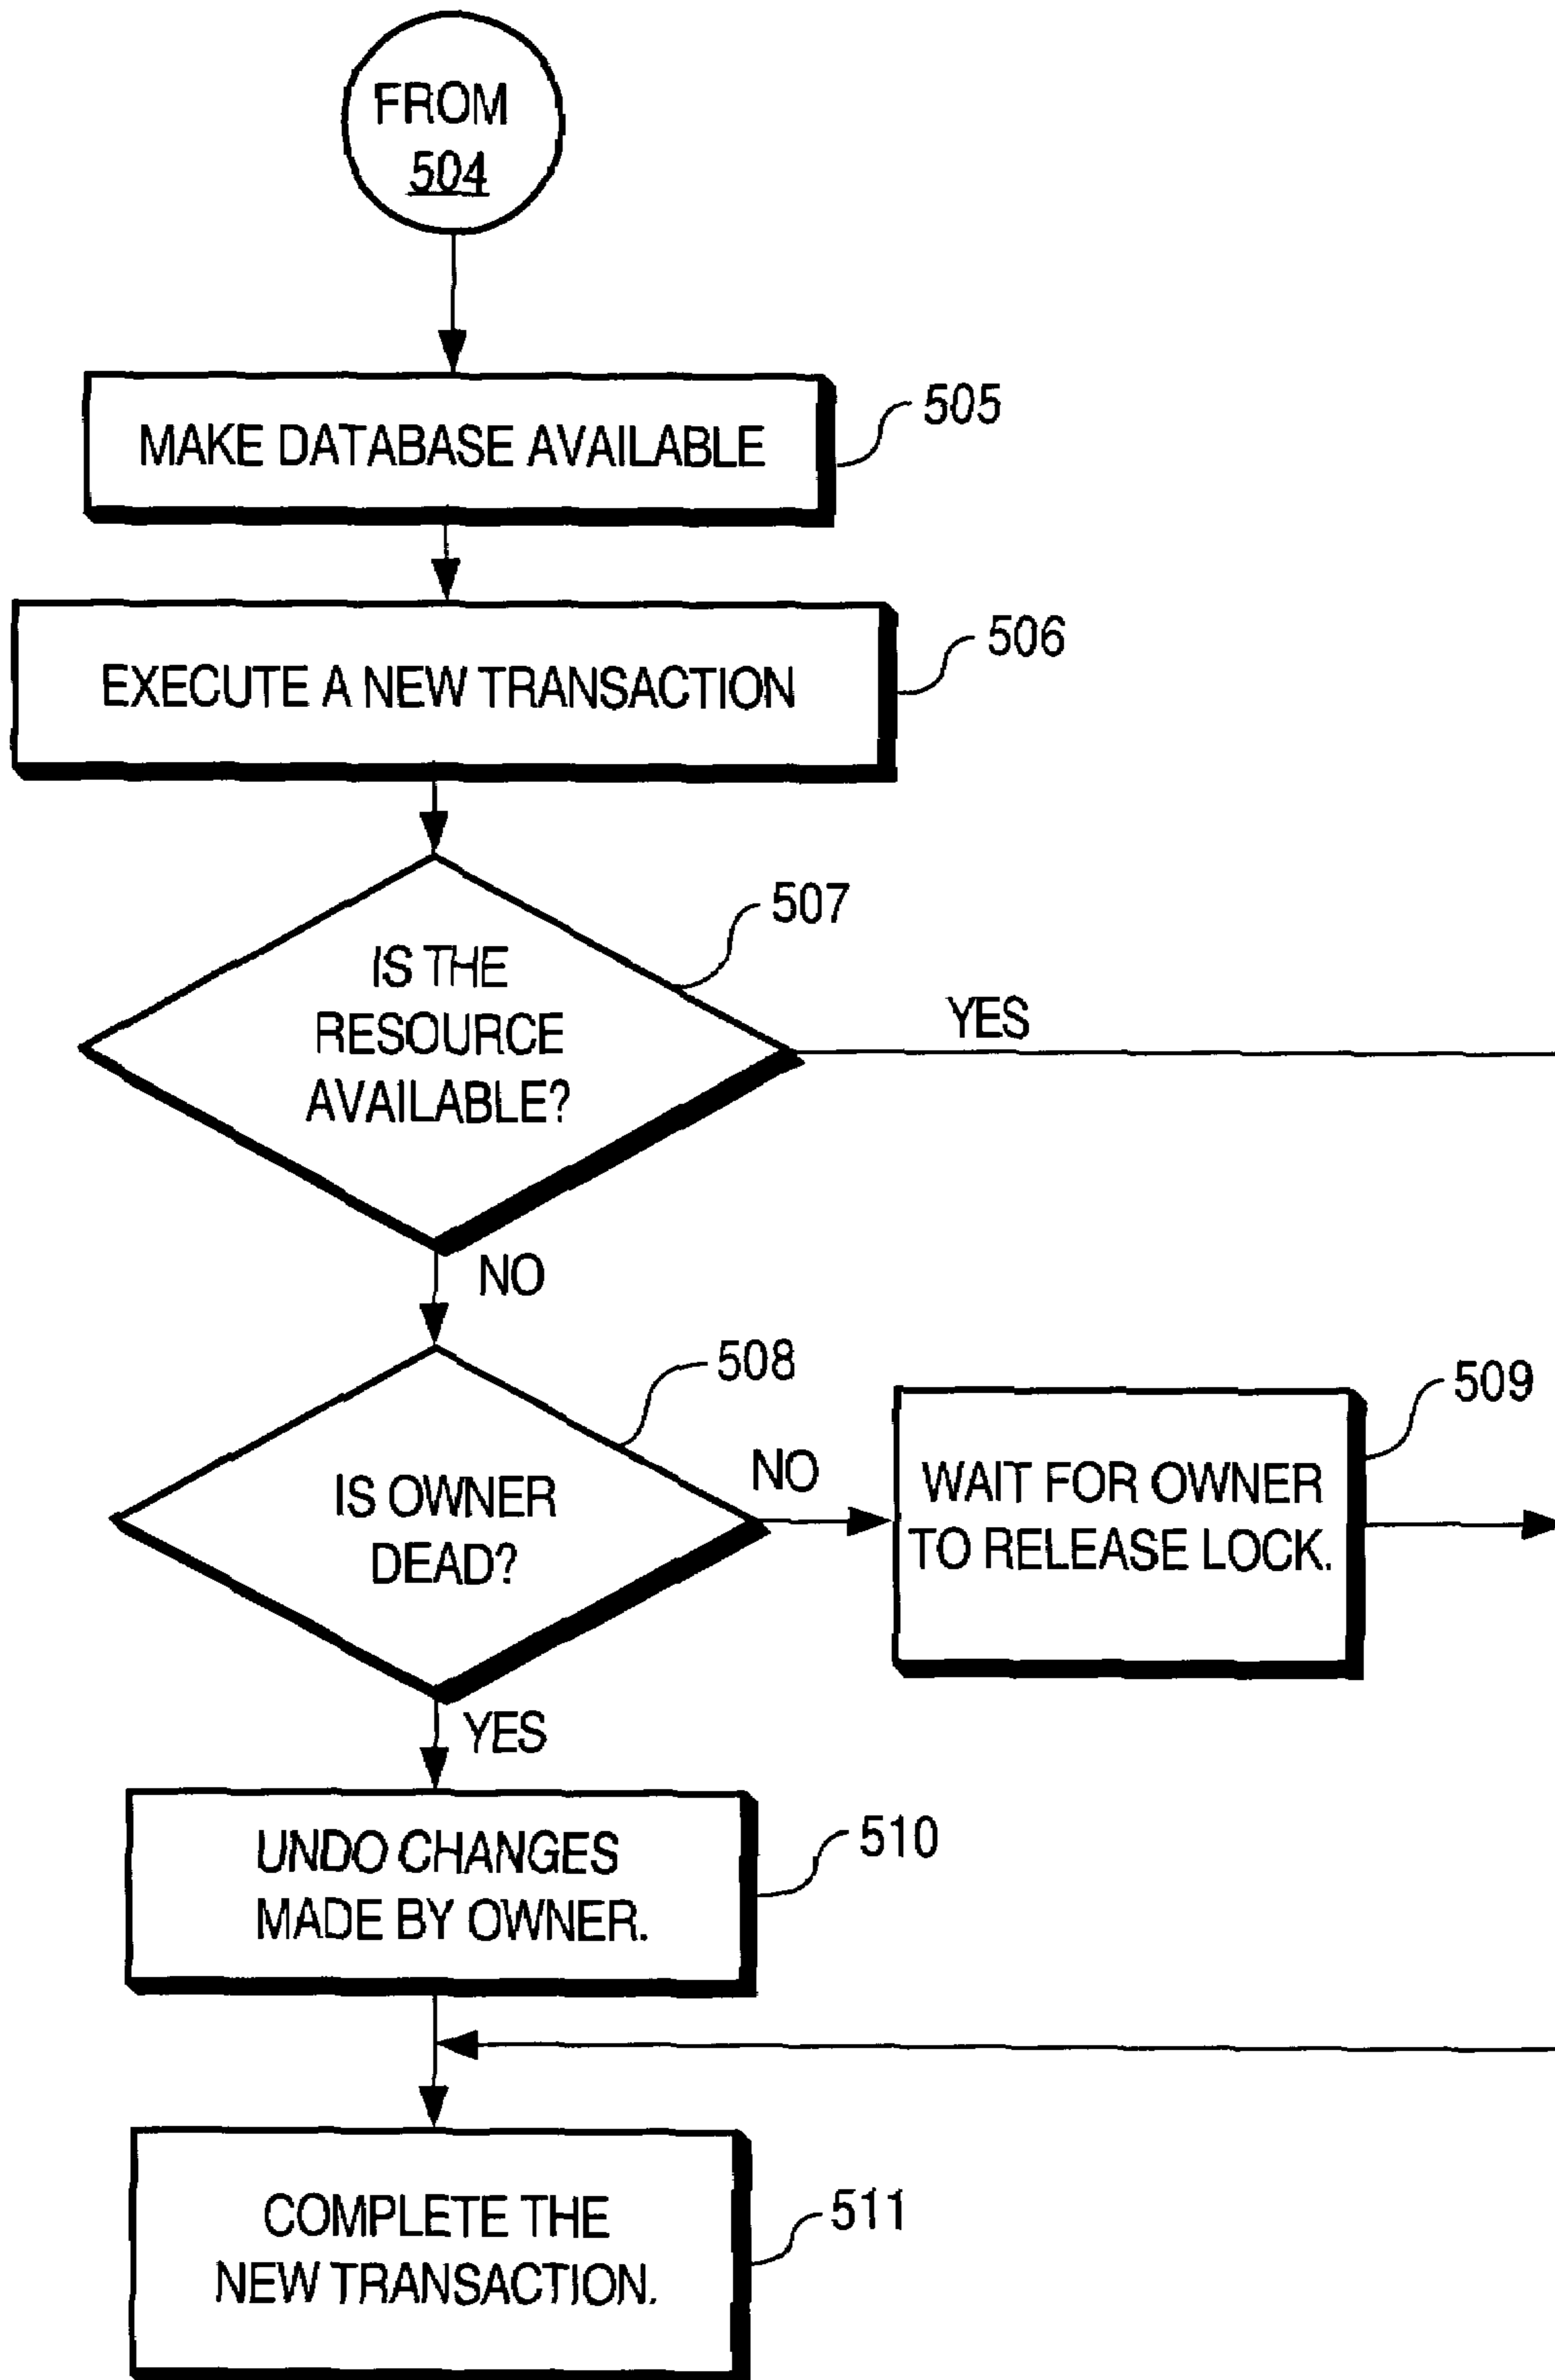 FROM
504
MAKE DATABASE AVAILABLE
505
EXECUTE A NEW TRANSACTION
506
507
IS THE
RESOURCE
AVAILABLE?
YES
NO
508
IS OWNER
DEAD?
NO
509
WAIT FOR OWNER
TO RELEASE LOCK.
YES
UNDO CHANGES
MADE BY OWNER.
510
COMPLETE THE
NEW TRANSACTION.
511